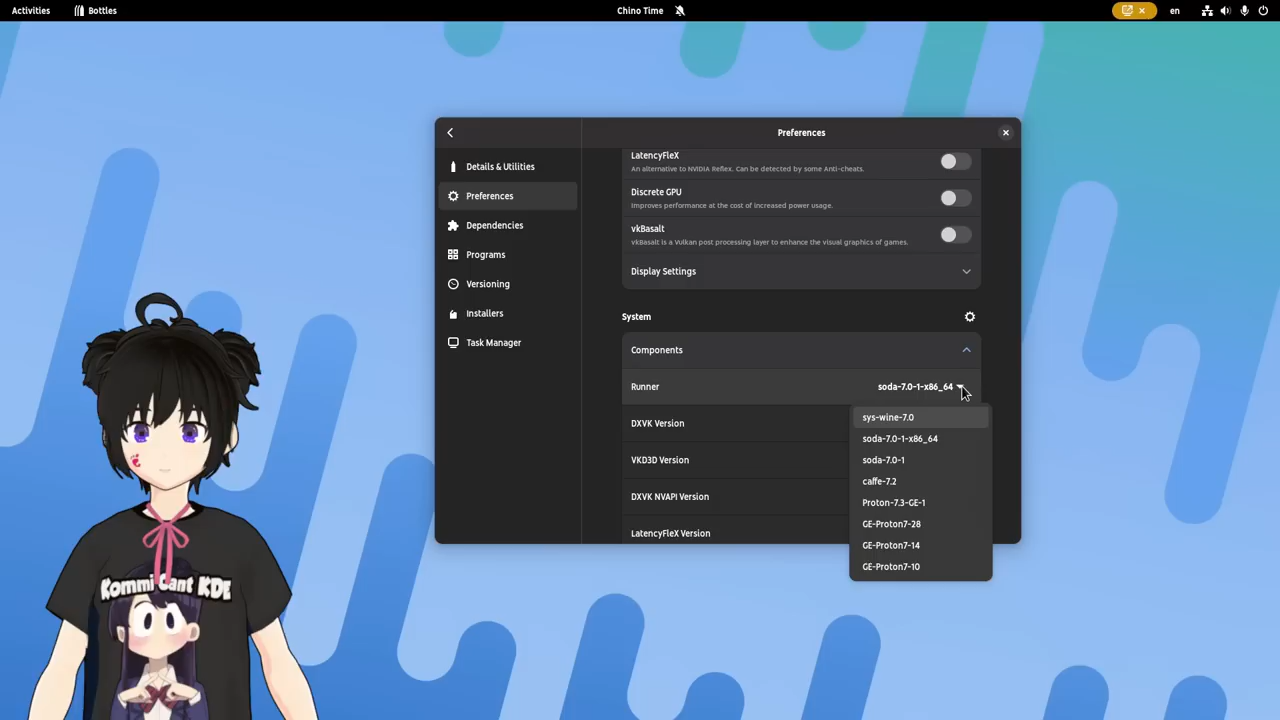 Activities
Bottles
Chino Time
en
Preferences
Details & Utilities
Preferences
Dependencies
Programs
Versioning
Installers
Task Manager
LatencyFleX
An alternative to NVIDIA Reflex. Can be detected by some Anti-cheats.
Discrete GPU
Improves performance at the cost of increased power usage.
vkBasalt
vkBasalt is a Vulkan post processing layer to enhance the visual graphics of games.
Display Settings
System
Components
Runner
soda-7.0-1-x86_64
DXVK Version
VKD3D Version
DXVK NVAPI Version
LatencyFleX Version
sys-wine-7.0
soda-7.0-1-x86_64
soda-7.0-1
caffe-7.2
Proton-7.3-GE-1
GE-Proton7-28
GE-Proton7-14
GE-Proton7-10
Kommi Cant KDE